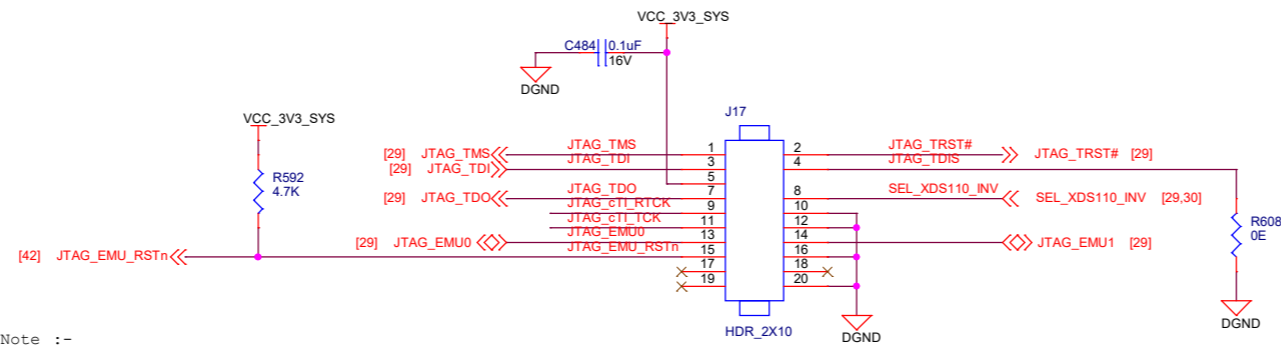 VCC_3V3_SYS
C484 0.1uF
16V
DGND
J17
VCC_3V3_SYS
R592
4.7K
[29] JTAG_TMS JTAG_TMS 1 2 JTAG_TRST# JTAG_TRST# [29]
[29] JTAG_TDI JTAG_TDI 3 4 JTAG_TDIS
5
[29] JTAG_TDO JTAG_TDO 7 8 SEL_XDS110_INV SEL_XDS110_INV [29,30]
JTAG_cTI_RTCK 9 10
JTAG_cTI_TCK 11 12
[29] JTAG_EMU0 JTAG_EMU0 13 14 JTAG_EMU1 [29]
[42] JTAG_EMU_RSTn JTAG_EMU_RSTn 15 16
17 18
19 20
R608
0E
HDR_2X10
DGND
DGND
Note :-